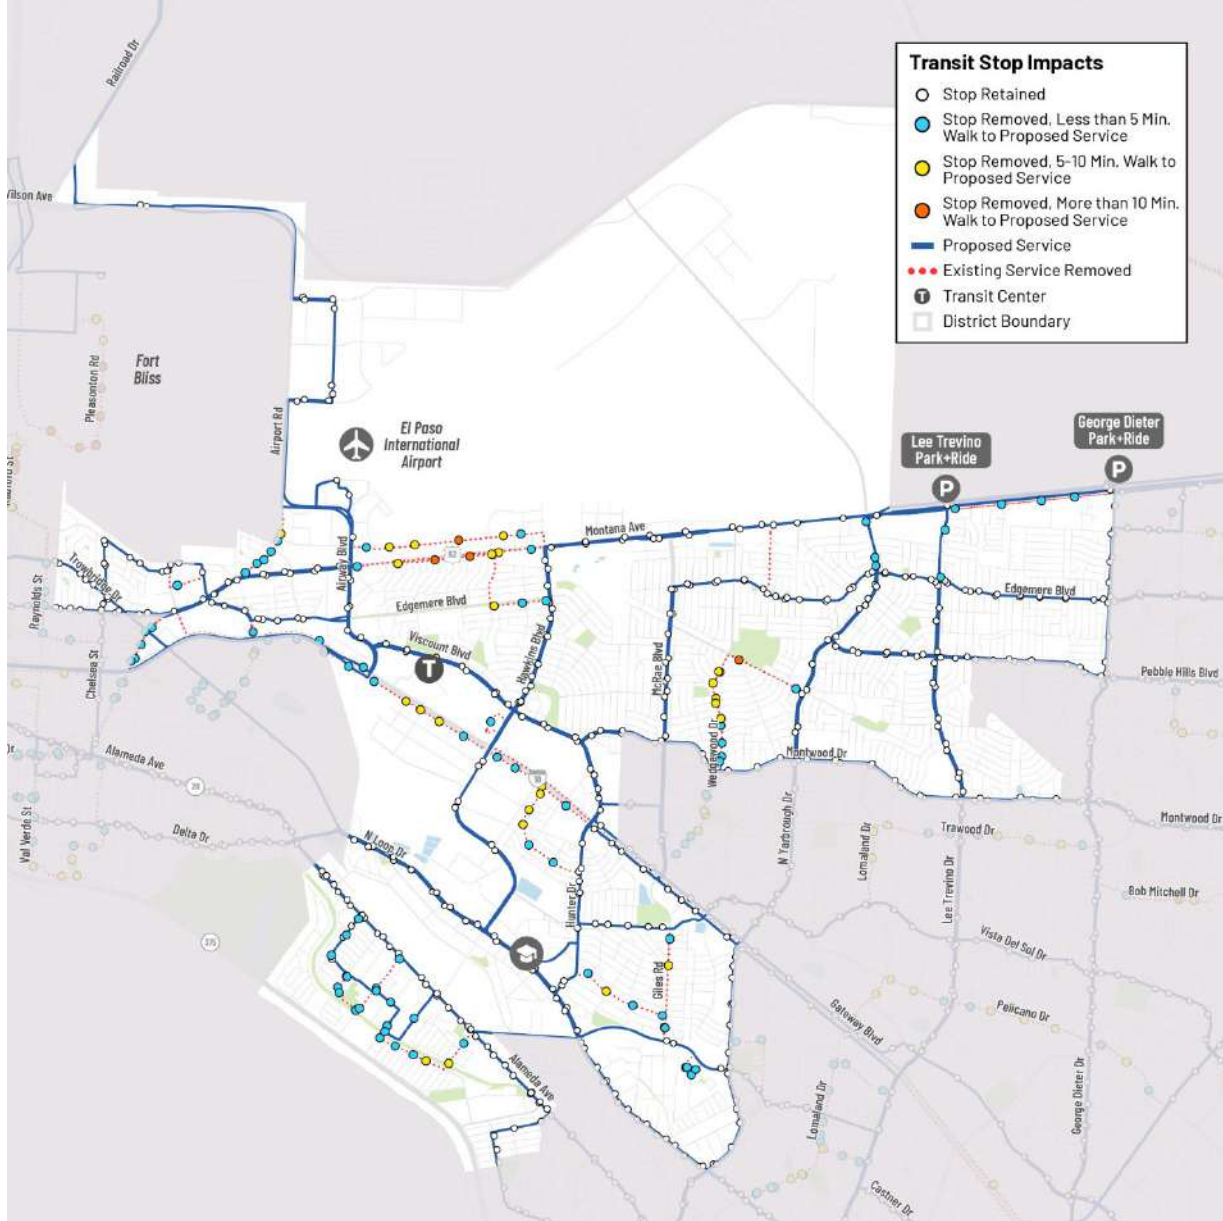 Railroad Dr
Transit Stop Impacts
Stop Retained
Stop Removed, Less than 5 Min.
Walk to Proposed Service
Stop Removed, 5-10 Min. Walk to
Proposed Service
Stop Removed, More than 10 Min.
Walk to Proposed Service
Proposed Service
Existing Service Removed
T
Transit Center
District Boundary
Wilson Ave
Pleasonton Rd
Fort
Bliss
Airport Rd
El Paso
International
Airport
Lee Trevino
Park+Ride
P
George Dieter
Park+Ride
P
Montana Ave
62
Airway Blvd
Trowbridge Dr
Reynolds St
Edgemere Blvd
Edgemere Blvd
Viscount Blvd
T
Hawkins Blvd
McRae Blvd
Chelsea St
Pebble Hills Blvd
Wedgewood Dr
Montwood Dr
Alameda Ave
20
10
Delta Dr
Val Verde St
N Loop Dr
N Yarbrough Dr
Lomaland Dr
Trawood Dr
Montwood Dr
Lee Trevino Dr
Bob Mitchell Dr
Hunter Dr
375
Vista Del Sol Dr
Giles Rd
Gateway Blvd
Pelicano Dr
Alameda Ave
Lomaland Dr
George Dieter Dr
Castner Dr